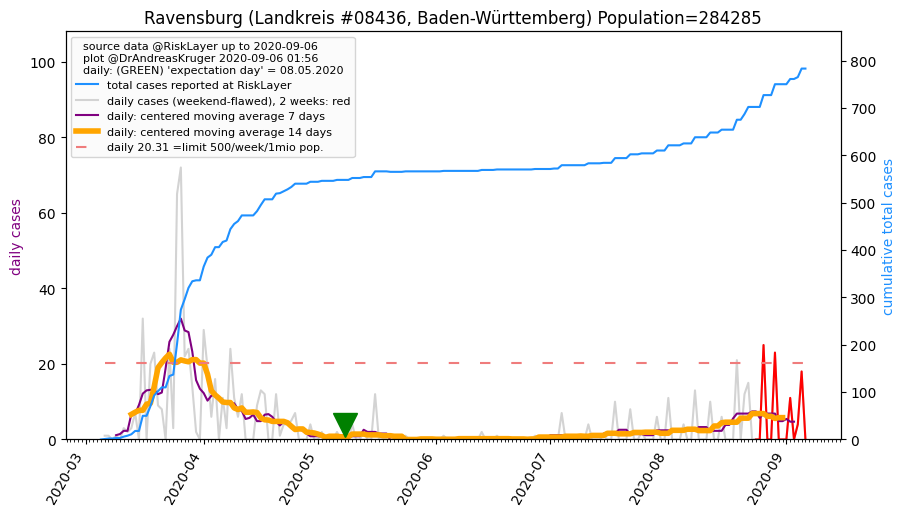 Ravensburg (Landkreis #08436, Baden-Württemberg) Population=284285
source data @RiskLayer up to 2020-09-06
plot @DrAndreasKruger 2020-09-06 01:56
daily: (GREEN) 'expectation day' = 08.05.2020
total cases reported at RiskLayer
daily cases (weekend-flawed), 2 weeks: red
daily: centered moving average 7 days
daily: centered moving average 14 days
daily 20.31 =limit 500/week/1mio pop.
daily cases
100
80
60
40
20
0
cumulative total cases
800
700
600
500
400
300
200
100
0
2020-03
2020-04
2020-05
2020-06
2020-07
2020-08
2020-09